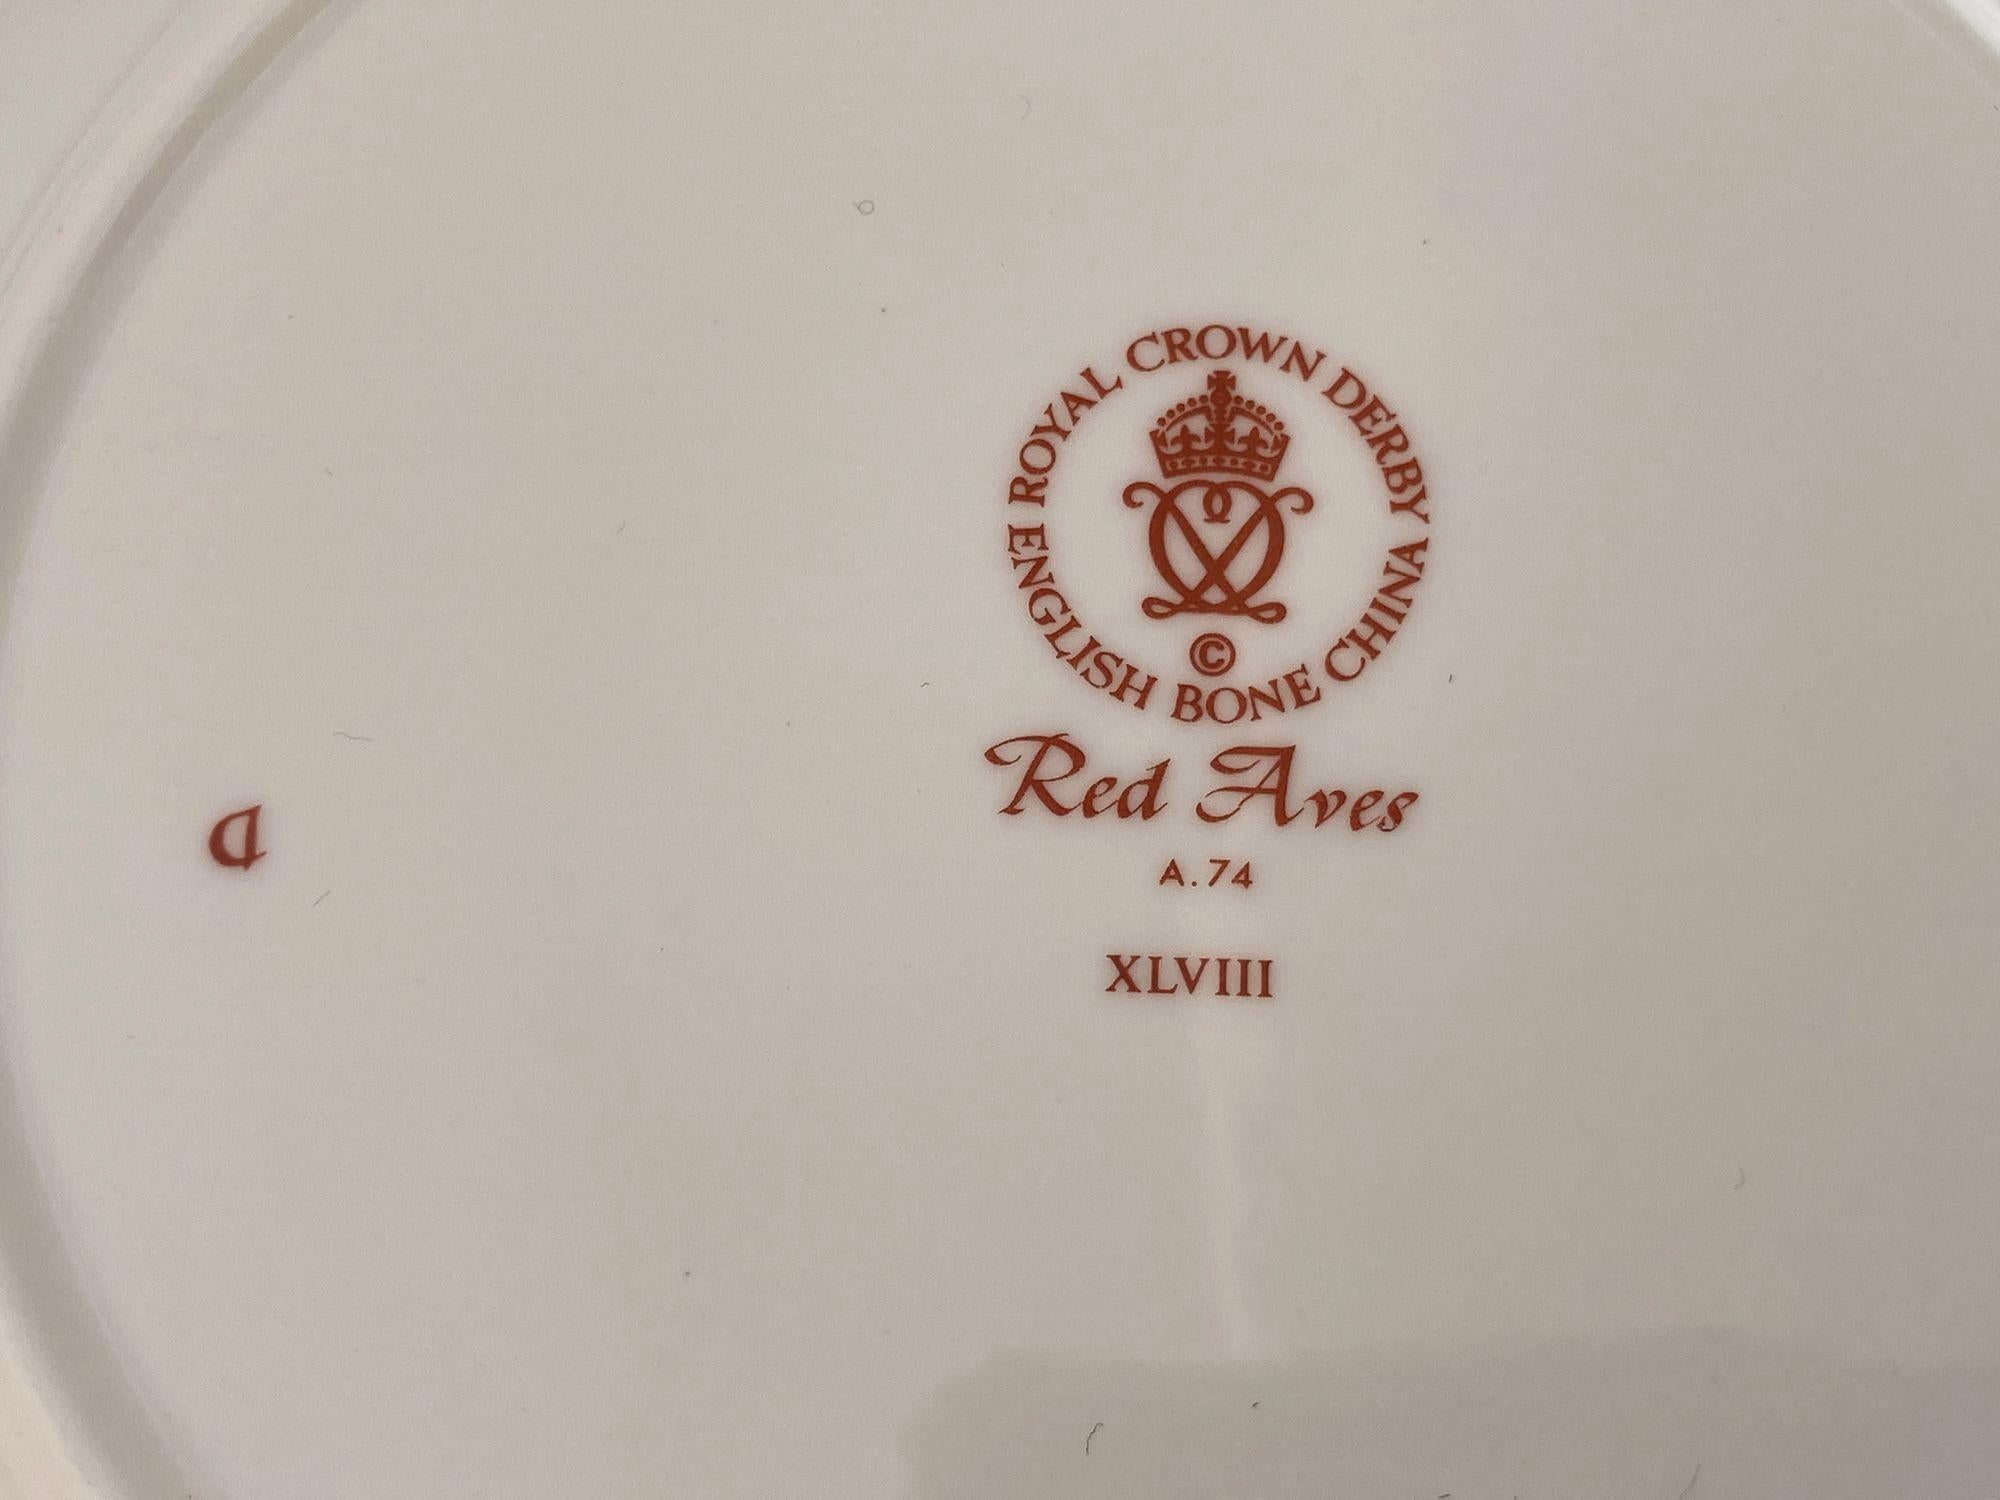 ROYAL CROWN DERBY
ENGLISH BONE CHINA
©
Red Aves
A.74
XLVIII
D